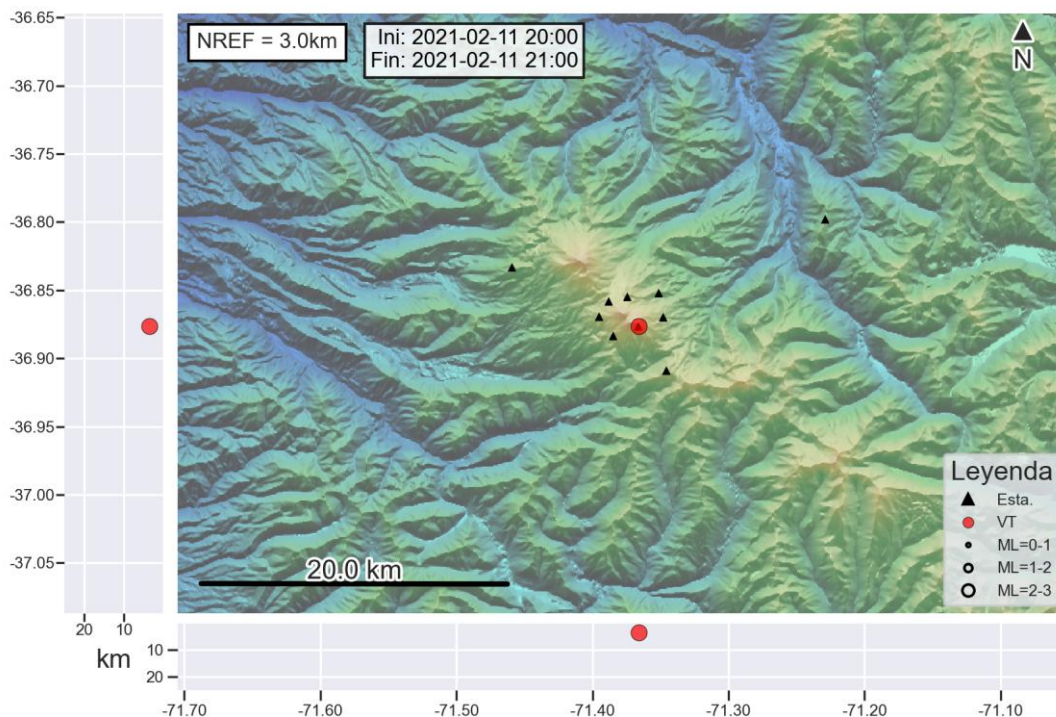 -36.65
-36.70
-36.75
-36.80
-36.85
-36.90
-36.95
-37.00
-37.05
NREF = 3.0km
Ini: 2021-02-11 20:00
Fin: 2021-02-11 21:00
N
20.0 km
Leyenda
Esta.
VT
ML=0-1
ML=1-2
ML=2-3
20 10
km
10
20
-71.70 -71.60 -71.50 -71.40 -71.30 -71.20 -71.10